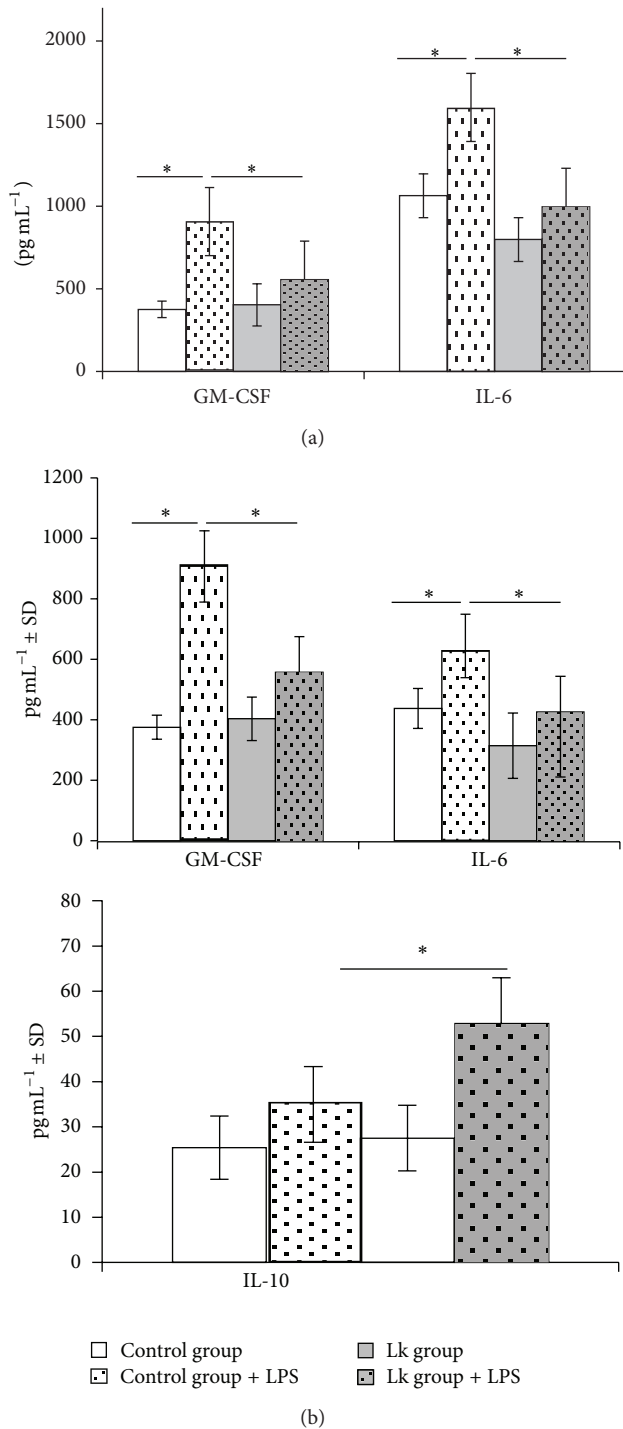 2000
1500
1000
500
0
(pg mL⁻¹)
* * * *
GM-CSF IL-6
(a)
1200
1000
800
600
400
200
0
pg mL⁻¹ ± SD
* * * *
GM-CSF IL-6
80
70
60
50
40
30
20
10
0
pg mL⁻¹ ± SD
*
IL-10
Control group Lk group
Control group + LPS Lk group + LPS
(b)